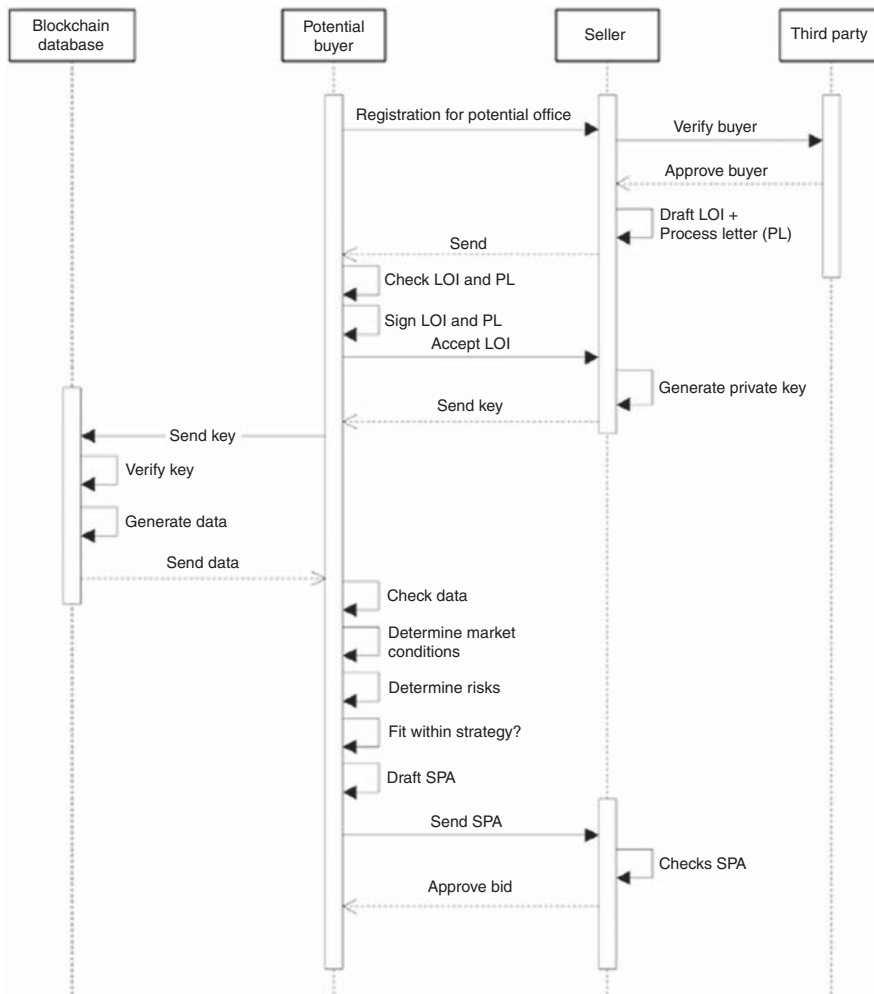 Blockchain
database
Potential
buyer
Seller
Third party
Registration for potential office
Verify buyer
Approve buyer
Draft LOI +
Process letter (PL)
Send
Check LOI and PL
Sign LOI and PL
Accept LOI
Generate private key
Send key
Send key
Verify key
Generate data
Send data
Check data
Determine market
conditions
Determine risks
Fit within strategy?
Draft SPA
Send SPA
Checks SPA
Approve bid